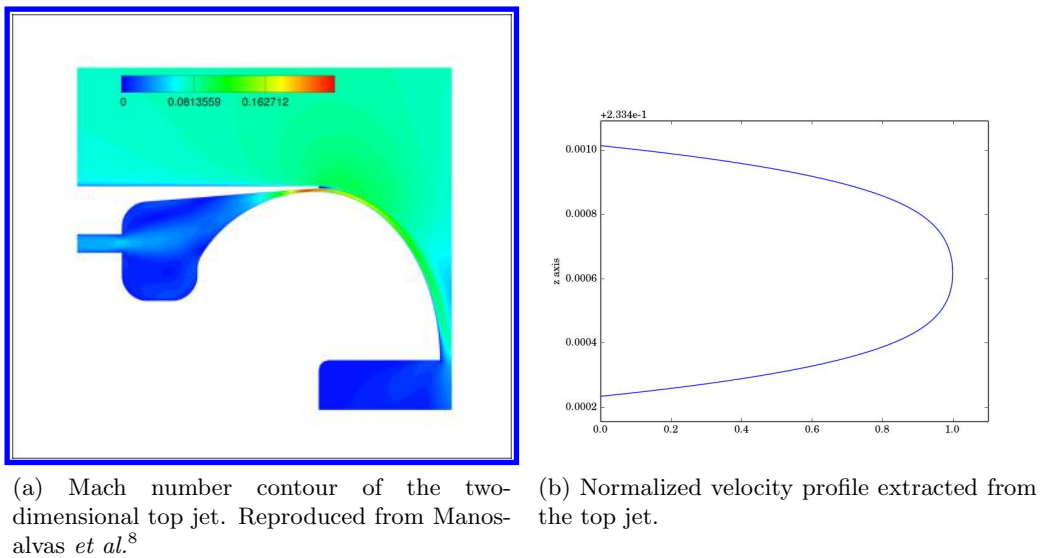 0 0.0813559 0.162712
+2.334e-1
0.0010
0.0008
0.0006
0.0004
0.0002
z axis
0.0 0.2 0.4 0.6 0.8 1.0
(a) Mach number contour of the two-
dimensional top jet. Reproduced from Manos-
alvas et al.8
(b) Normalized velocity profile extracted from
the top jet.